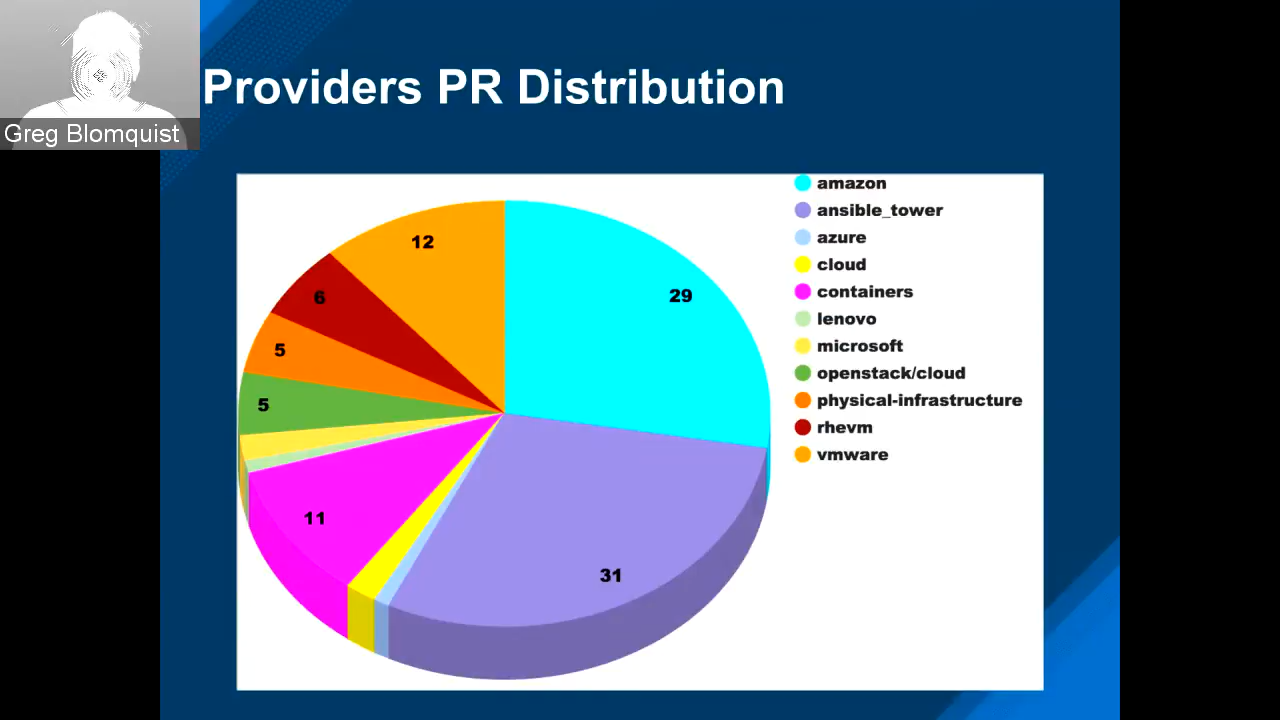 Providers PR Distribution
Greg Blomquist
amazon
ansible_tower
azure
cloud
containers
lenovo
microsoft
openstack/cloud
physical-infrastructure
rhevm
vmware
12
29
6
5
5
11
31